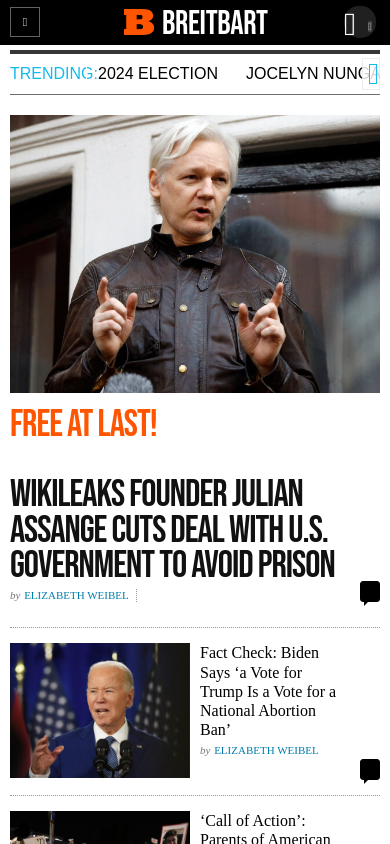 BREITBART
TRENDING: 2024 ELECTION JOCELYN
FREE AT LAST!
WIKILEAKS FOUNDER JULIAN
ASSANGE CUTS DEAL WITH U.S.
GOVERNMENT TO AVOID PRISON
by ELIZABETH WEIBEL
Fact Check: Biden
Says ‘a Vote for
Trump Is a Vote for a
National Abortion
Ban’
by ELIZABETH WEIBEL
‘Call of Action’:
Parents of American